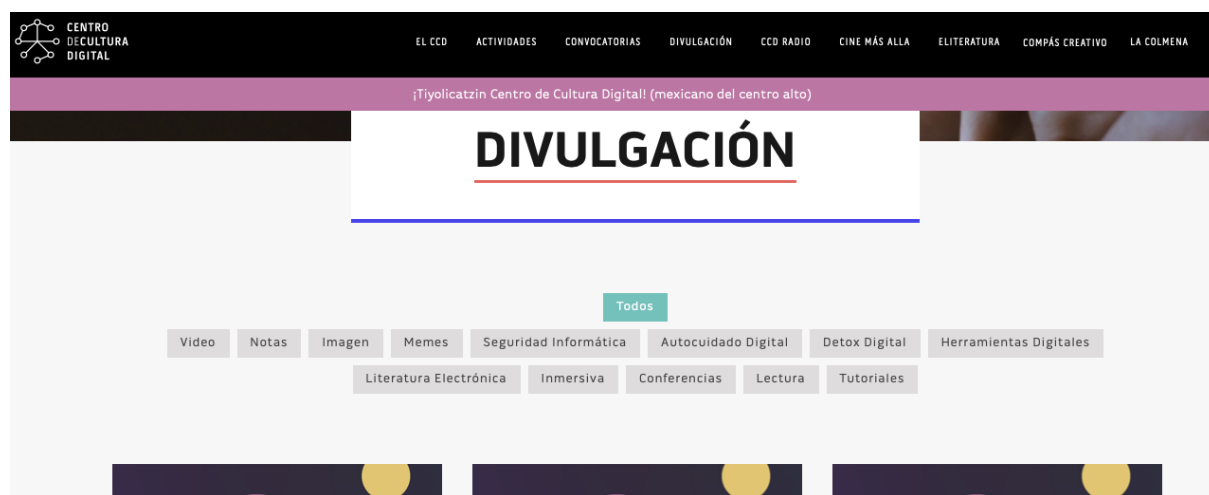 CENTRO
DECULTURA
DIGITAL
EL CCD ACTIVIDADES CONVOCATORIAS DIVULGACIÓN CCD RADIO CINE MÁS ALLA ELITERATURA COMPÁS CREATIVO LA COLMENA
¡Tiyolicatzin Centro de Cultura Digital! (mexicano del centro alto)
DIVULGACIÓN
Todos
Video Notas Imagen Memes Seguridad Informática Autocuidado Digital Detox Digital Herramientas Digitales
Literatura Electrónica Inmersiva Conferencias Lectura Tutoriales